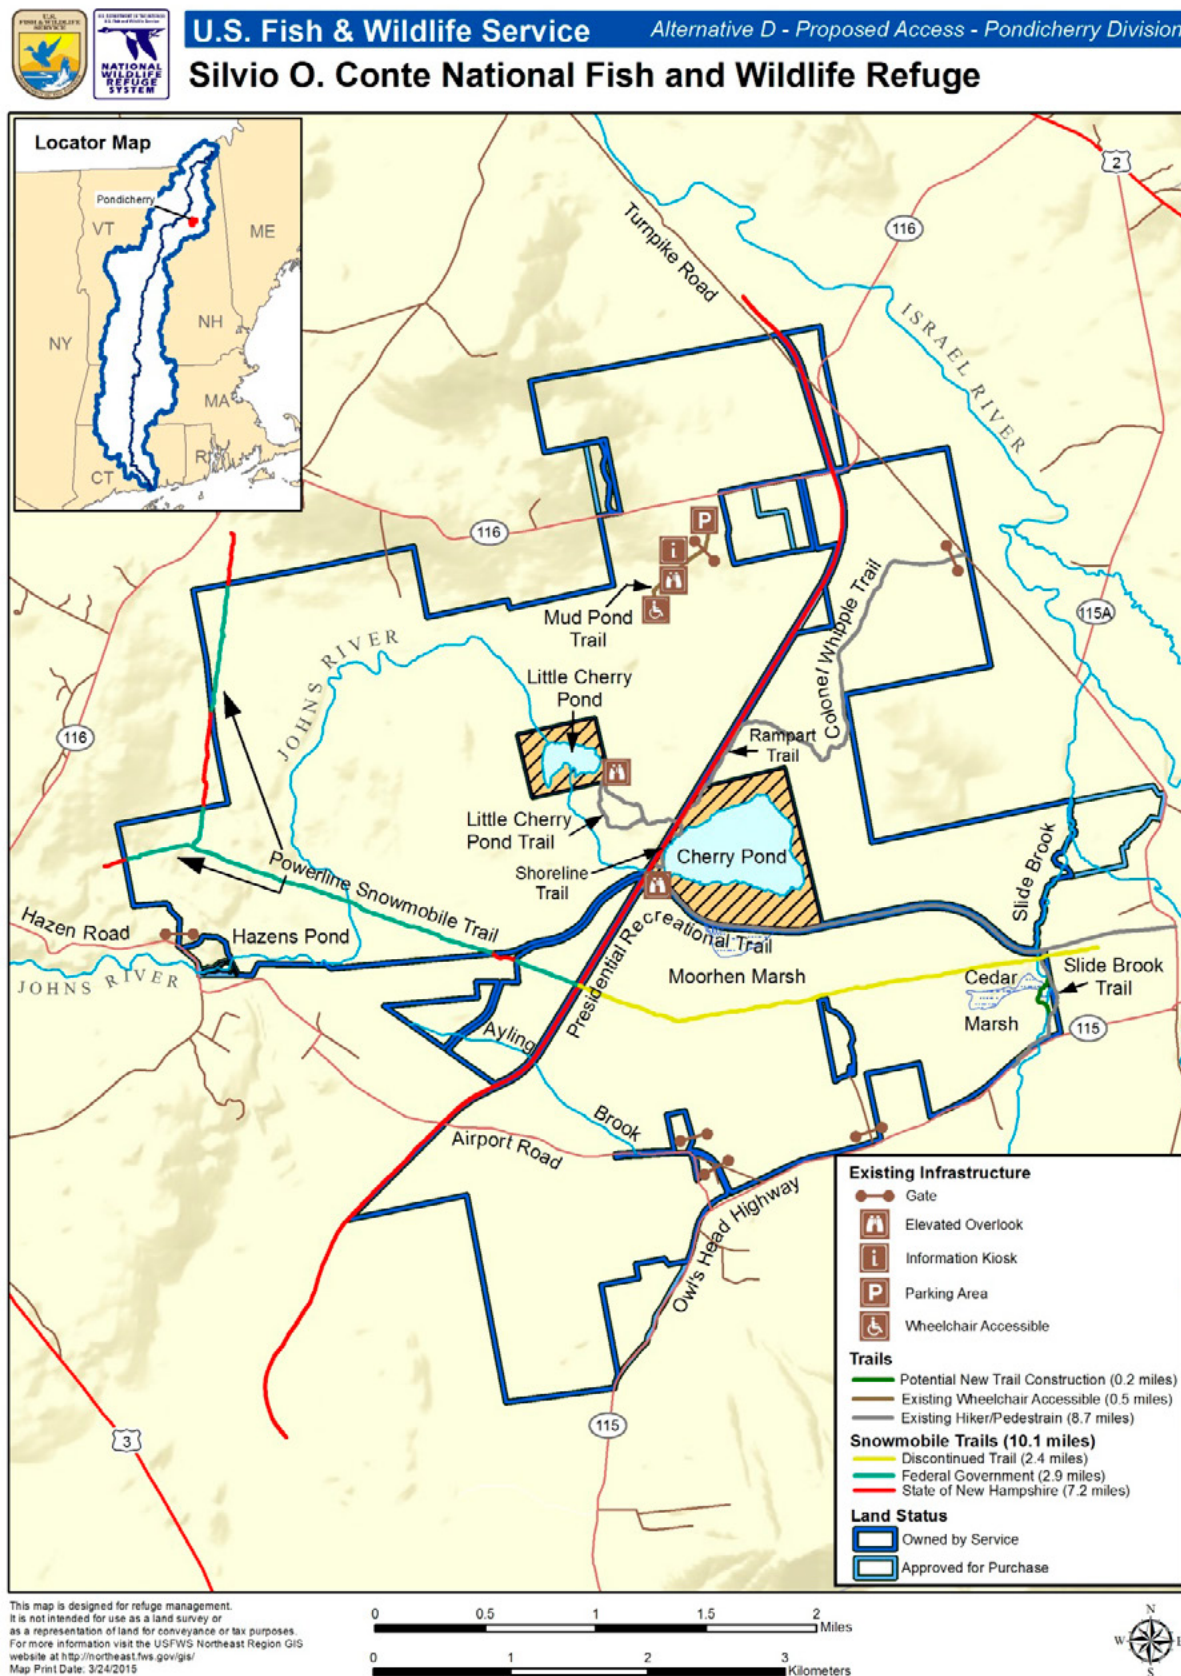 U.S.
FISH & WILDLIFE
SERVICE
NATIONAL
WILDLIFE
REFUGE
SYSTEM
U.S. Fish & Wildlife Service
Alternative D - Proposed Access - Pondicherry Division
Silvio O. Conte National Fish and Wildlife Refuge
Locator Map
Pondicherry
VT
ME
NH
NY
MA
CT
RI
2
116
Turnpike Road
ISRAEL RIVER
116
P
i
Mud Pond
Trail
Colonel Whipple Trail
115A
JOHNS RIVER
Little Cherry
Pond
116
Rampart
Trail
Little Cherry
Pond Trail
Cherry Pond
Shoreline
Trail
Powerline Snowmobile Trail
Slide Brook
Hazen Road
Hazens Pond
Presidential Recreational Trail
JOHNS RIVER
Moorhen Marsh
Cedar
Marsh
Slide Brook
Trail
115
Ayling
Brook
Airport Road
Owl's Head Highway
115
3
Existing Infrastructure
Gate
Elevated Overlook
i Information Kiosk
P Parking Area
Wheelchair Accessible
Trails
Potential New Trail Construction (0.2 miles)
Existing Wheelchair Accessible (0.5 miles)
Existing Hiker/Pedestrain (8.7 miles)
Snowmobile Trails (10.1 miles)
Discontinued Trail (2.4 miles)
Federal Government (2.9 miles)
State of New Hampshire (7.2 miles)
Land Status
Owned by Service
Approved for Purchase
This map is designed for refuge management.
It is not intended for use as a land survey or
as a representation of land for conveyance or tax purposes.
For more information visit the USFWS Northeast Region GIS
website at http://northeast.fws.gov/gis/
Map Print Date: 3/24/2015
0 0.5 1 1.5 2
Miles
0 1 2 3
Kilometers
N
W E
S